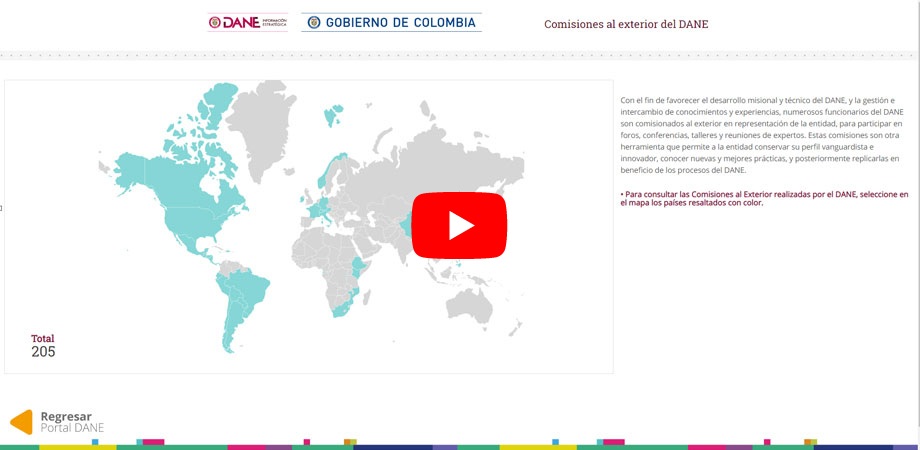 DANE INFORMACIÓN
ESTRATÉGICA
GOBIERNO DE COLOMBIA
Comisiones al exterior del DANE
Con el fin de favorecer el desarrollo misional y técnico del DANE, y la gestión e
intercambio de conocimientos y experiencias, numerosos funcionarios del DANE
son comisionados al exterior en representación de la entidad, para participar en
foros, conferencias, talleres y reuniones de expertos. Estas comisiones son otra
herramienta que permite a la entidad conservar su perfil vanguardista e
innovador, conocer nuevas y mejores prácticas, y posteriormente replicarlas en
beneficio de los procesos del DANE.
• Para consultar las Comisiones al Exterior realizadas por el DANE, seleccione en
el mapa los países resaltados con color.
Total
205
Regresar
Portal DANE